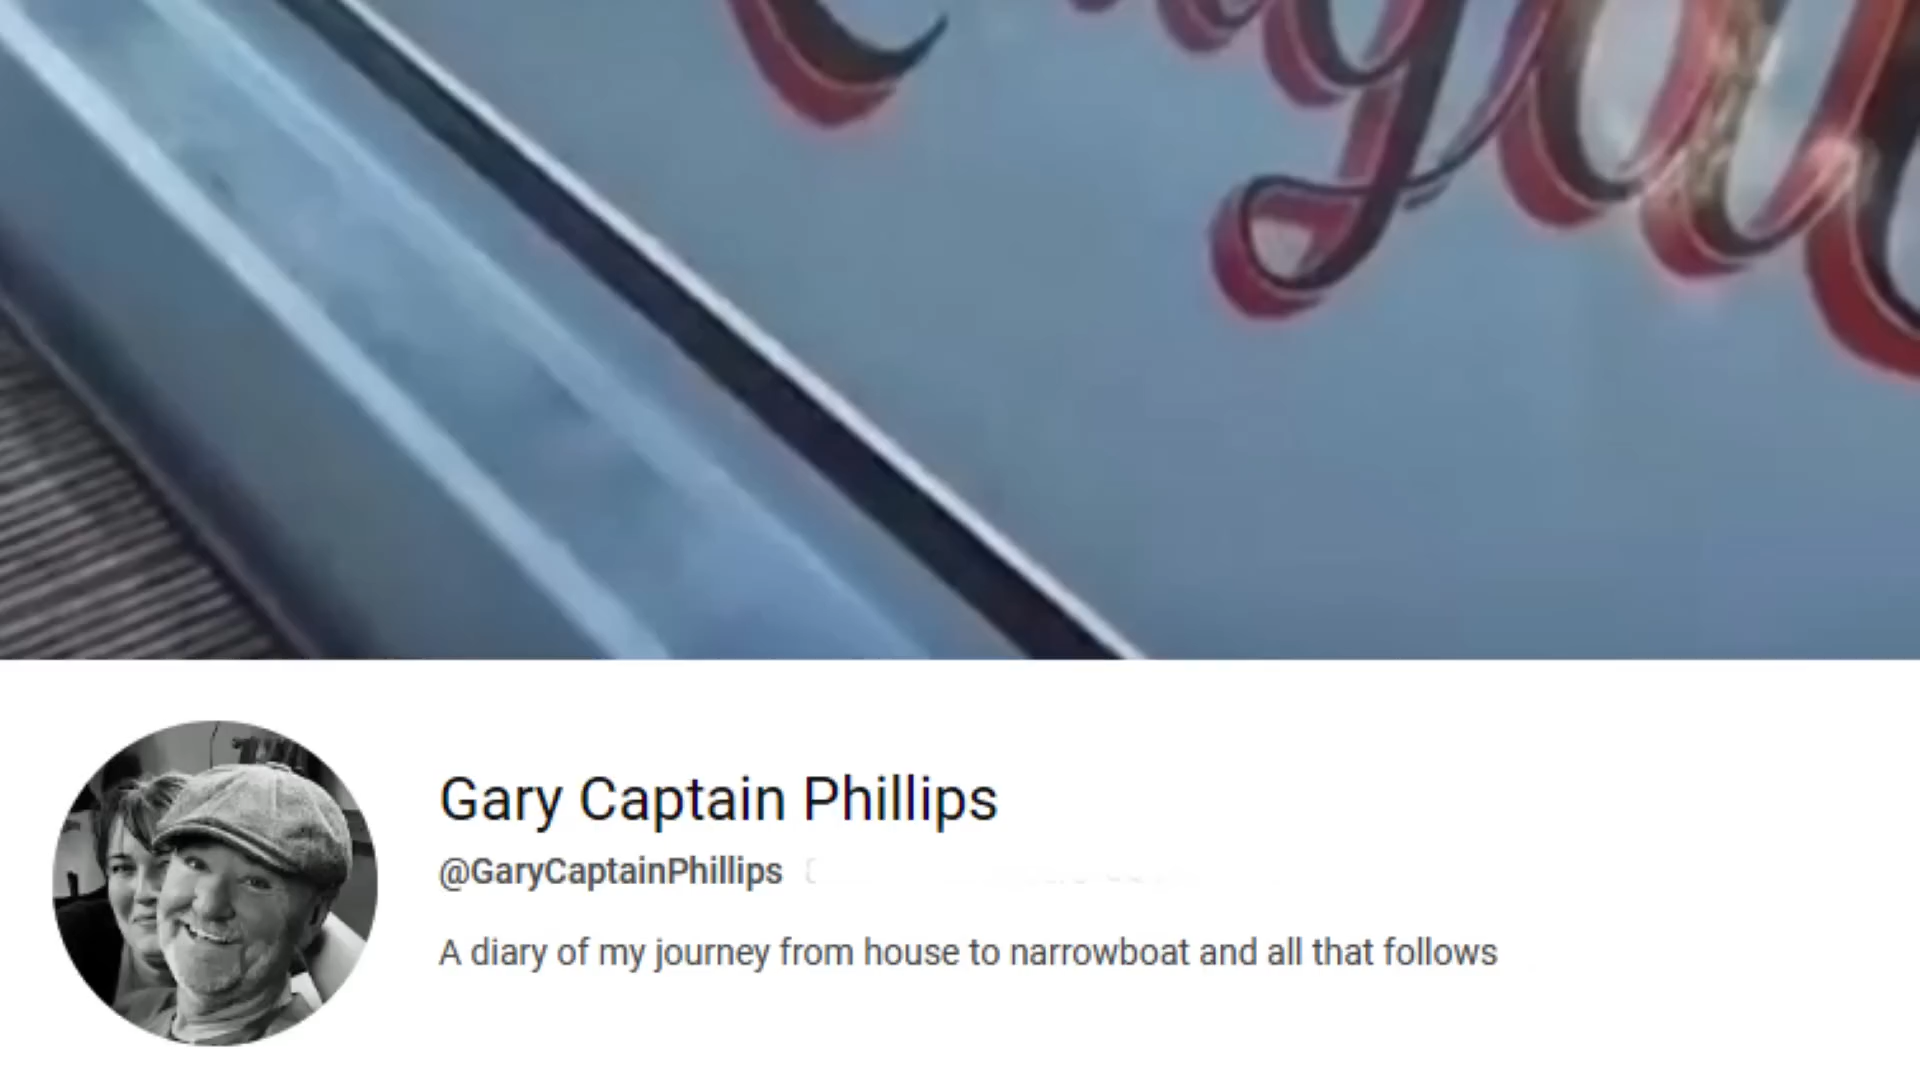 Gary Captain Phillips
@GaryCaptainPhillips
A diary of my journey from house to narrowboat and all that follows